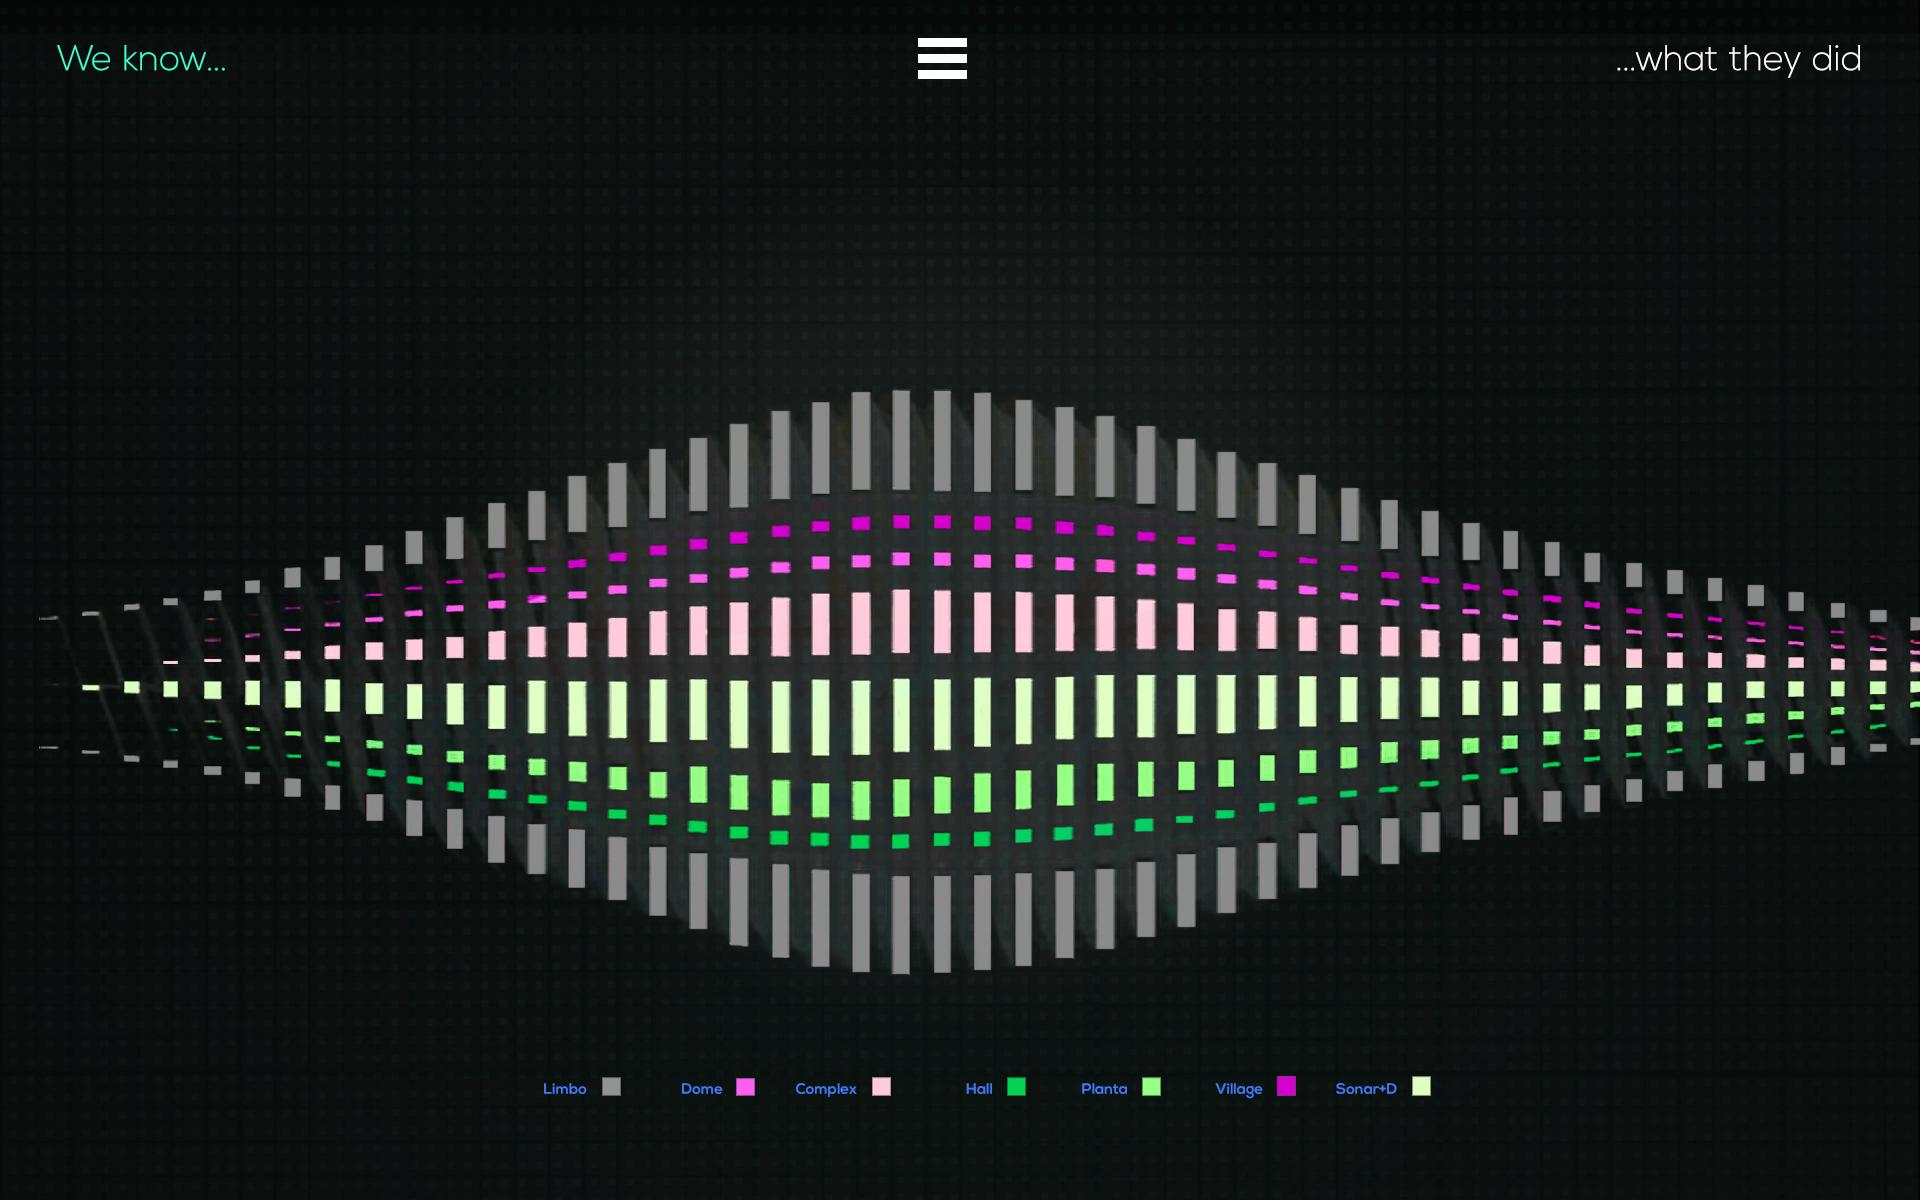 We know...
...what they did
Limbo
Dome
Complex
Hall
Planta
Village
Sonar+D